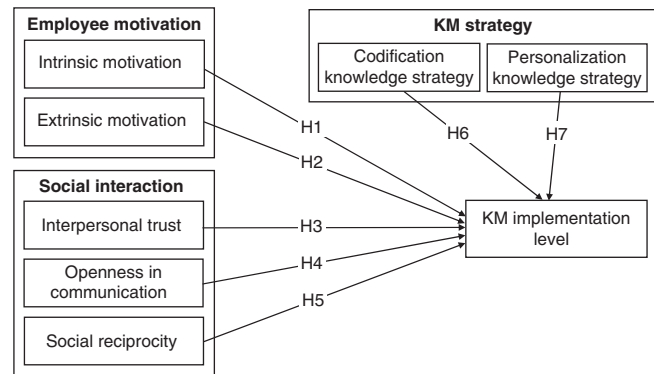 Employee motivation
Intrinsic motivation
Extrinsic motivation
Social interaction
Interpersonal trust
Openness in
communication
Social reciprocity
H1
H2
H3
H4
H5
KM strategy
Codification
knowledge strategy
Personalization
knowledge strategy
H6
H7
KM implementation
level